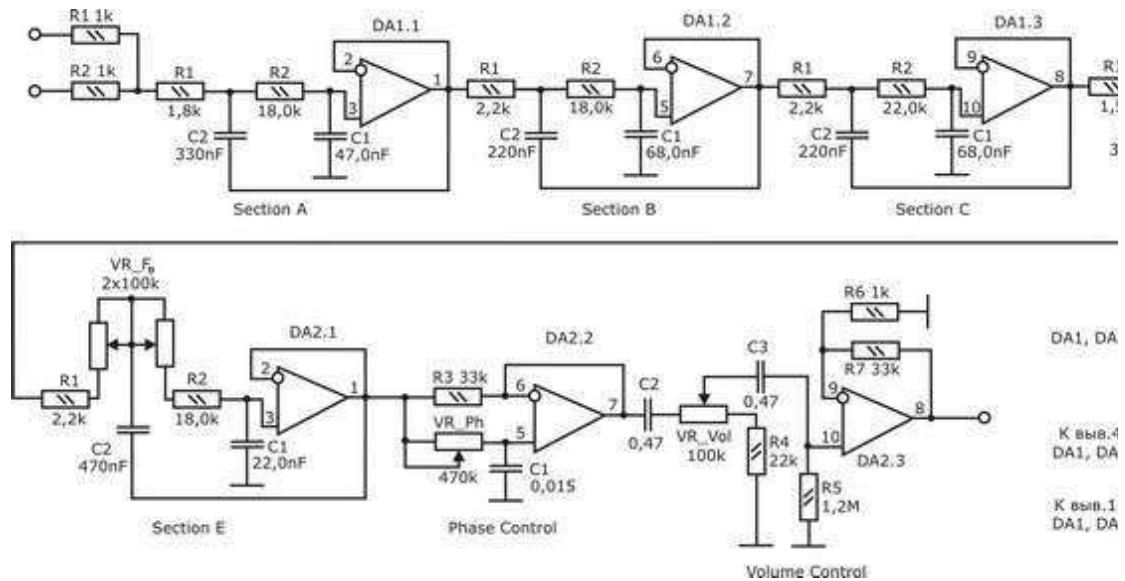 R1 1k
DA1.1
DA1.2
DA1.3
R2 1k
R1
R2
2
1
R1
R2
6
7
R1
R2
9
8
R1
1,8k
18,0k
3
2,2k
18,0k
5
2,2k
22,0k
10
1,5
C2
330nF
C1
47,0nF
C2
220nF
C1
68,0nF
C2
220nF
C1
68,0nF
3
Section A
Section B
Section C
VR_F
2x100k
R6 1k
DA2.1
DA2.2
DA1, DA
C3
R7 33k
R1
R2
2
1
R3 33k
6
7
C2
0,47
9
8
2,2k
18,0k
3
VR_Ph
5
0,47
VR_Vol
100k
10
C2
470nF
C1
22,0nF
470k
C1
0,015
R4
22k
DA2.3
R5
1,2M
К выв.4
DA1, DA
К выв.1
DA1, DA
Section E
Phase Control
Volume Control